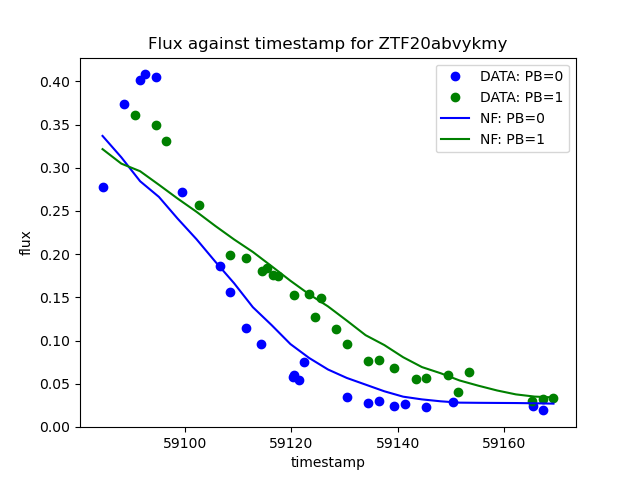 Flux against timestamp for ZTF20abvykmy
DATA: PB=0
DATA: PB=1
NF: PB=0
NF: PB=1
flux
0.40
0.35
0.30
0.25
0.20
0.15
0.10
0.05
0.00
59100
59120
59140
59160
timestamp